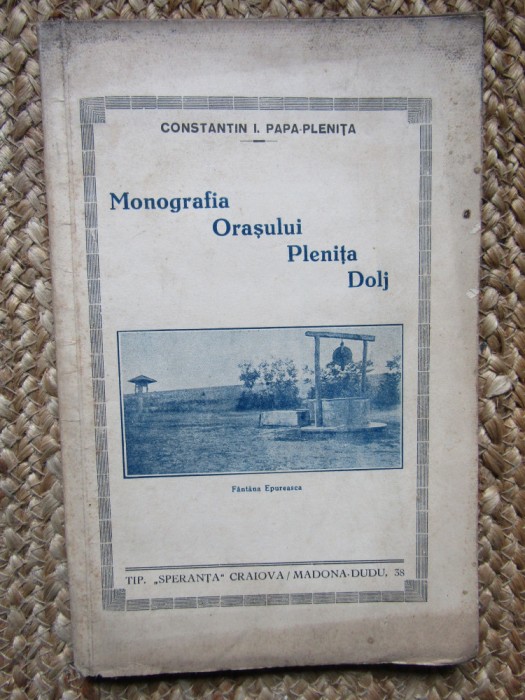 CONSTANTIN I. PAPA-PLENIȚA
Monografia
Orașului
Plenița
Dolj
Fântâna Epureasca
TIP. „SPERANȚA“ CRAIOVA/MADONA-DUDU, 38